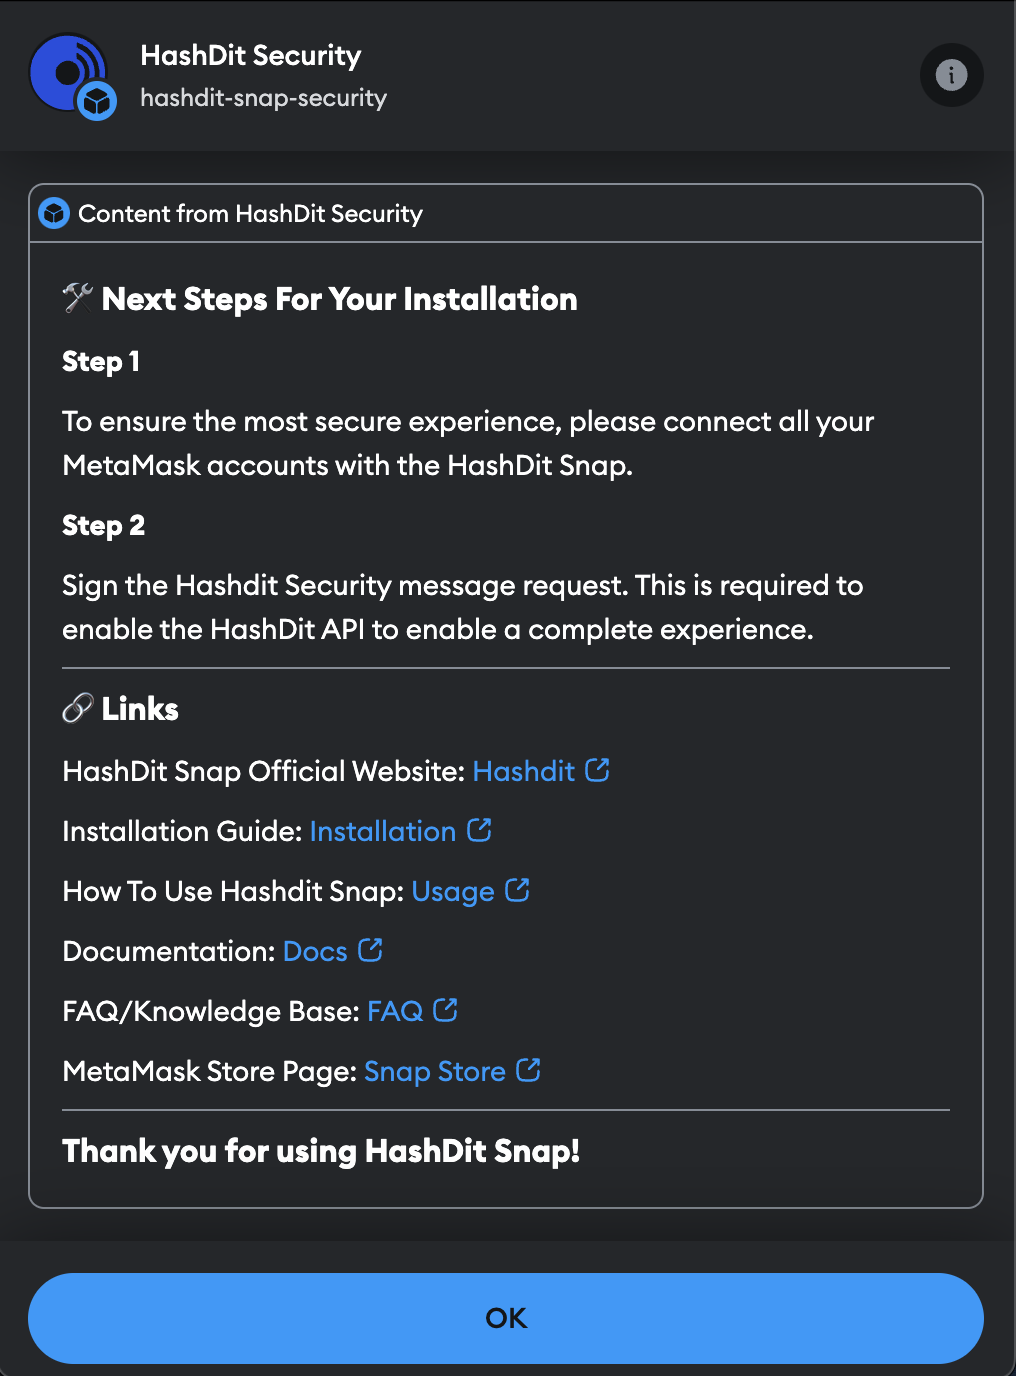 HashDit Security
hashdit-snap-security
Content from HashDit Security
🛠 Next Steps For Your Installation
Step 1
To ensure the most secure experience, please connect all your
MetaMask accounts with the HashDit Snap.
Step 2
Sign the Hashdit Security message request. This is required to
enable the HashDit API to enable a complete experience.
🔗 Links
HashDit Snap Official Website: Hashdit
Installation Guide: Installation
How To Use Hashdit Snap: Usage
Documentation: Docs
FAQ/Knowledge Base: FAQ
MetaMask Store Page: Snap Store
Thank you for using HashDit Snap!
OK